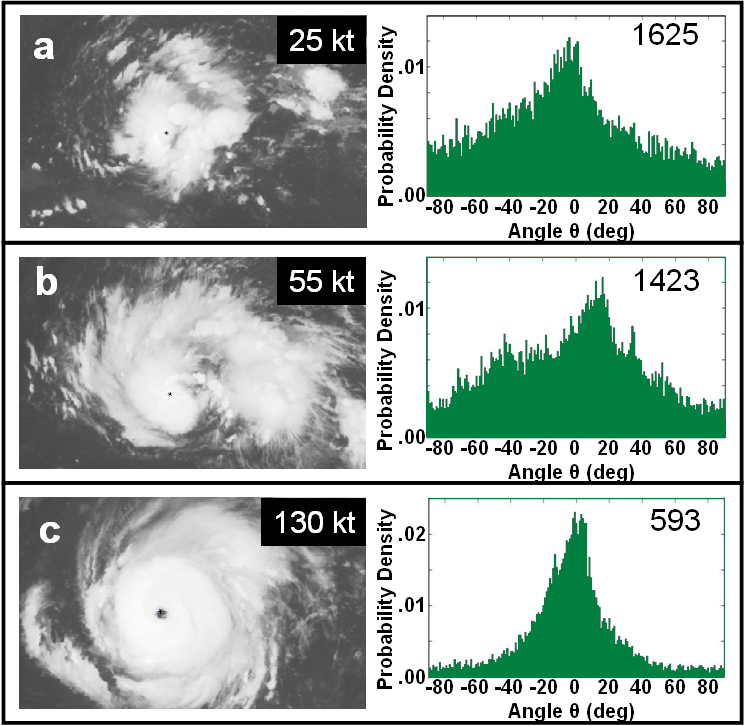 a
25 kt
1625
Probability Density
.01
.00
-80 -60 -40 -20 0 20 40 60 80
Angle θ (deg)
b
55 kt
1423
Probability Density
.01
.00
-80 -60 -40 -20 0 20 40 60 80
Angle θ (deg)
c
130 kt
593
Probability Density
.02
.01
.00
-80 -60 -40 -20 0 20 40 60 80
Angle θ (deg)